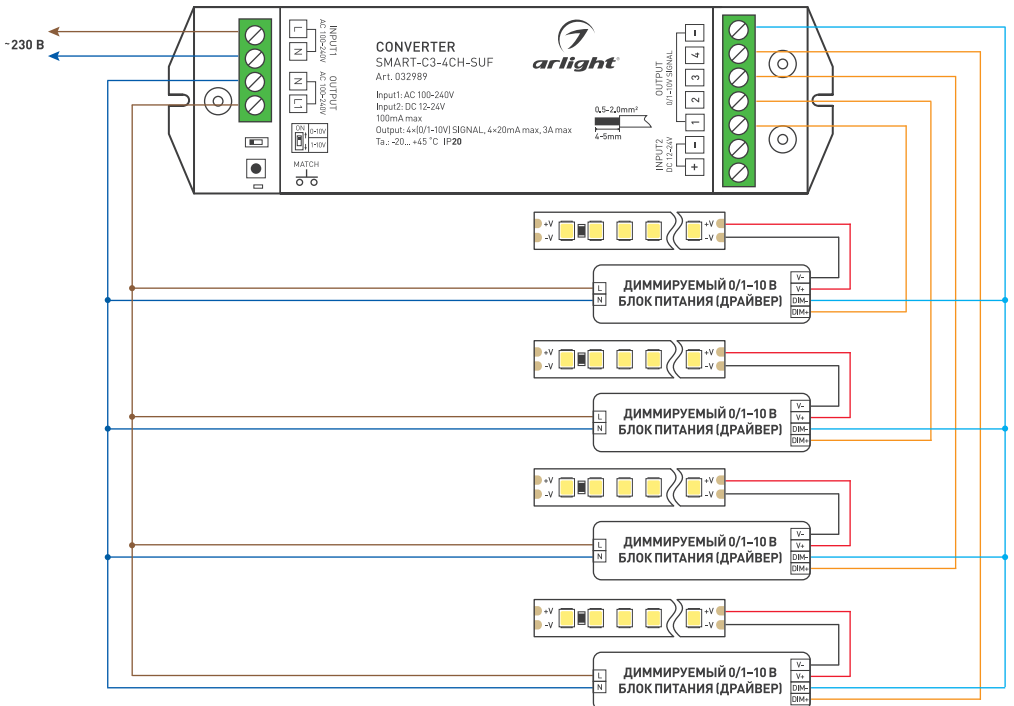 ~230 В
L
N
INPUT1
AC 100-240V
N
L1
OUTPUT
AC 100-240V
ON
0-10V
1-10V
MATCH
CONVERTER
SMART-C3-4CH-SUF
Art. 032989
Input1: AC 100-240V
Input2: DC 12-24V
100mA max
Output: 4×(0/1-10V) SIGNAL, 4×20mA max, 3A max
Ta.: -20... +45 °C IP20
arlight®
0.5-2.0mm²
4-5mm
OUTPUT
0/1-10V SIGNAL
-
4
3
2
1
INPUT2
DC 12-24V
-
+
+V
-V
+V
-V
L
N
ДИММИРУЕМЫЙ 0/1–10 В
БЛОК ПИТАНИЯ (ДРАЙВЕР)
V-
V+
DIM-
DIM+
+V
-V
+V
-V
L
N
ДИММИРУЕМЫЙ 0/1–10 В
БЛОК ПИТАНИЯ (ДРАЙВЕР)
V-
V+
DIM-
DIM+
+V
-V
+V
-V
L
N
ДИММИРУЕМЫЙ 0/1–10 В
БЛОК ПИТАНИЯ (ДРАЙВЕР)
V-
V+
DIM-
DIM+
+V
-V
+V
-V
L
N
ДИММИРУЕМЫЙ 0/1–10 В
БЛОК ПИТАНИЯ (ДРАЙВЕР)
V-
V+
DIM-
DIM+